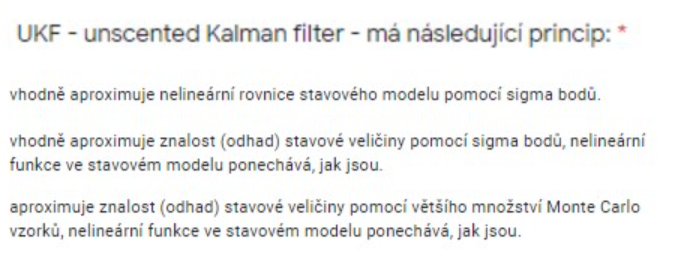 UKF - unscented Kalman filter - má následující princip: *
vhodně aproximuje nelineární rovnice stavového modelu pomocí sigma bodů.
vhodně aproximuje znalost (odhad) stavové veličiny pomocí sigma bodů, nelineární
funkce ve stavovém modelu ponechává, jak jsou.
aproximuje znalost (odhad) stavové veličiny pomocí většího množství Monte Carlo
vzorků, nelineární funkce ve stavovém modelu ponechává, jak jsou.